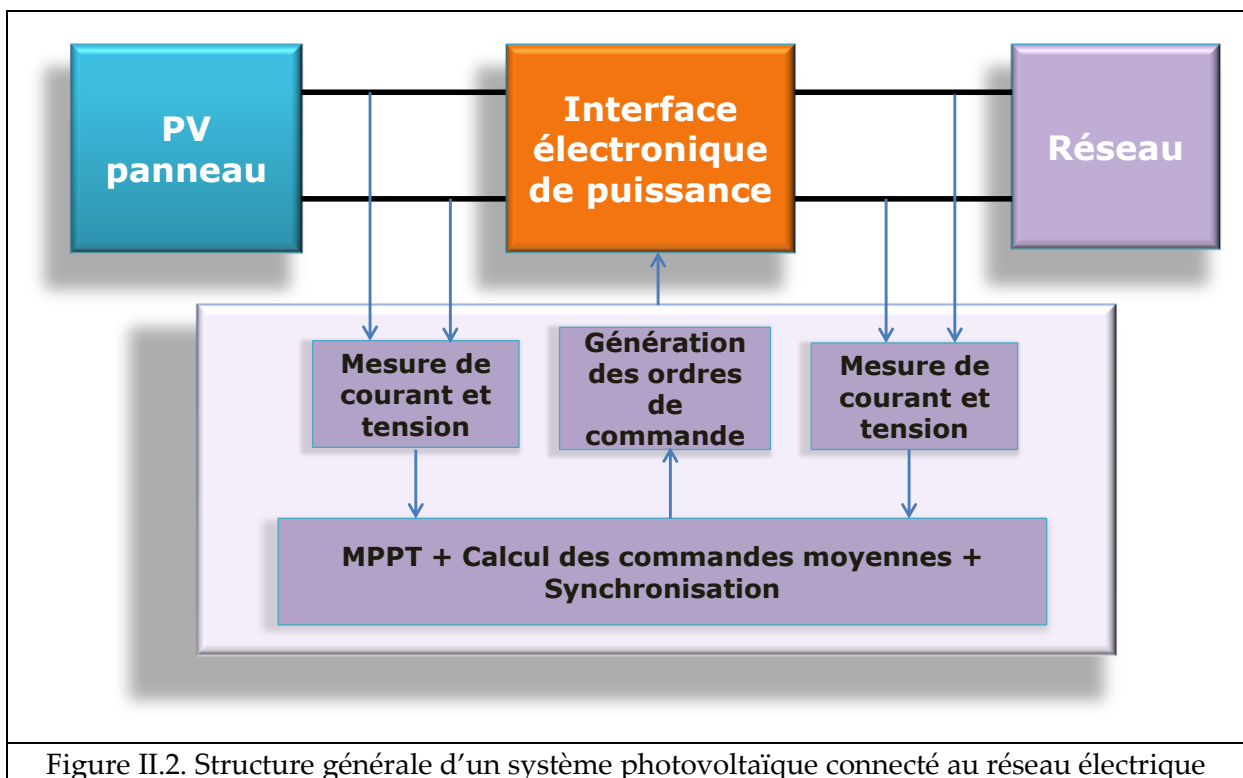 PV
panneau
Interface
électronique
de puissance
Réseau
Mesure de
courant et
tension
Génération
des ordres
de
commande
Mesure de
courant et
tension
MPPT + Calcul des commandes moyennes +
Synchronisation
Figure II.2. Structure générale d’un système photovoltaïque connecté au réseau électrique